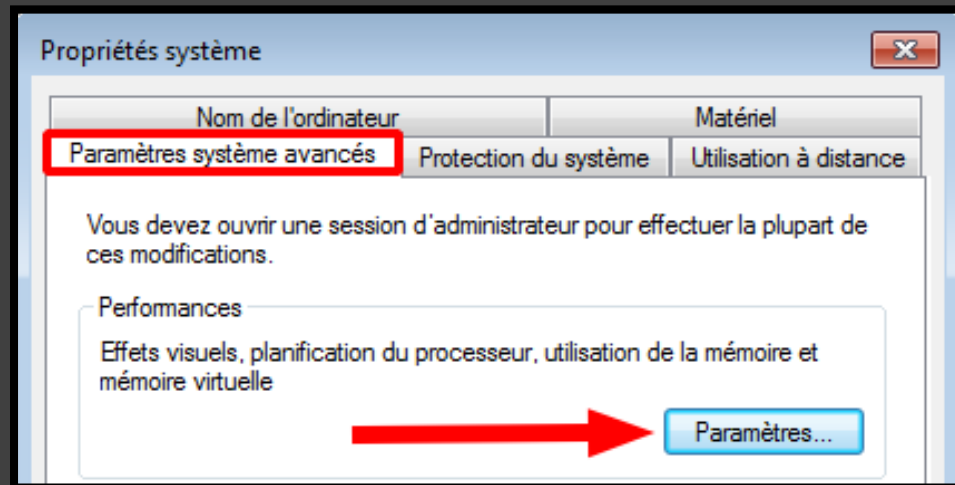 Propriétés système
Nom de l'ordinateur
Matériel
Paramètres système avancés
Protection du système
Utilisation à distance
Vous devez ouvrir une session d'administrateur pour effectuer la plupart de
ces modifications.
Performances
Effets visuels, planification du processeur, utilisation de la mémoire et
mémoire virtuelle
Paramètres...